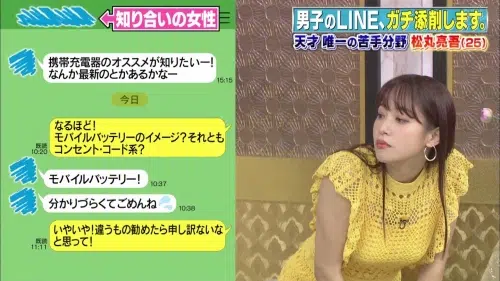 知り合いの女性
男子のLINE、ガチ添削します。
天才 唯一の苦手分野 松丸亮吾(25)
携帯充電器のオススメが知りたいー!
なんか最新のとかあるかなー
15:15
今日
なるほど!
モバイルバッテリーのイメージ?それとも
コンセント・コード系?
既読
10:20
モバイルバッテリー!
10:37
分かりづらくてごめんね💦
10:38
いやいや!違うもの勧めたら申し訳ないな
と思って!
既読
11:11